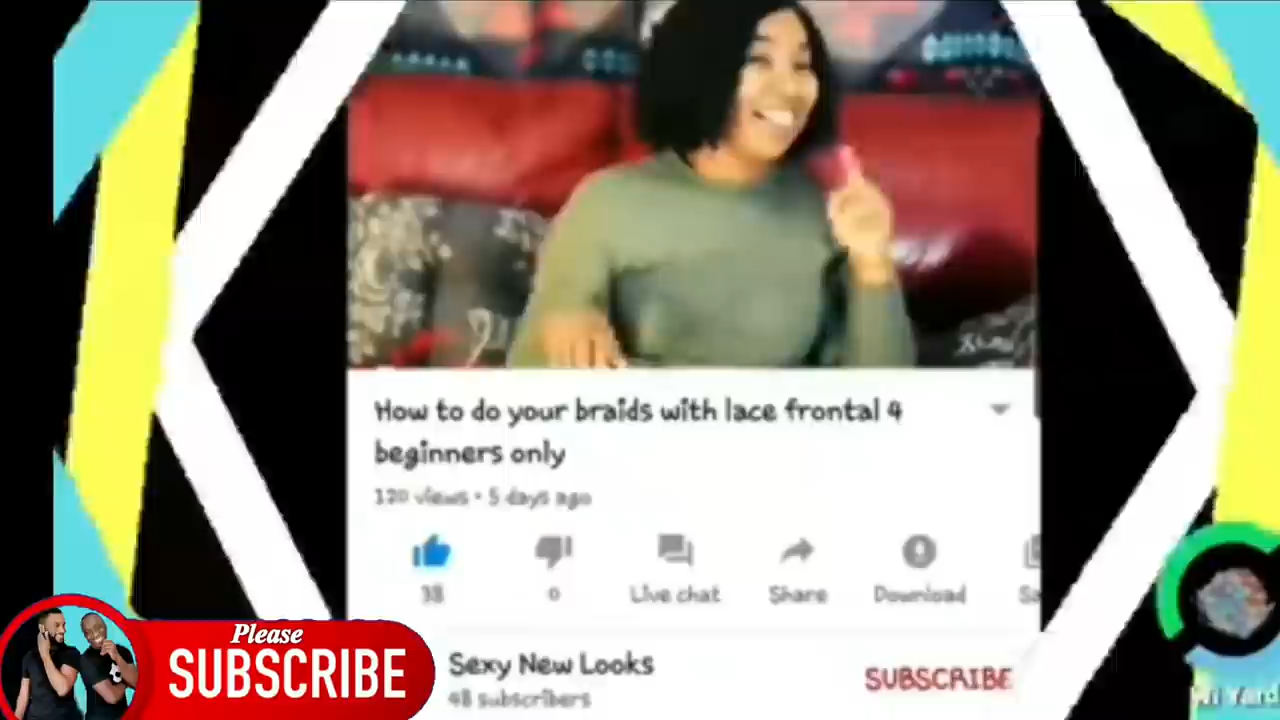 How to do your braids with lace frontal 4
beginners only
120 views • 5 days ago
38
0
Live chat
Share
Download
Please
SUBSCRIBE
Sexy New Looks
48 subscribers
SUBSCRIBE